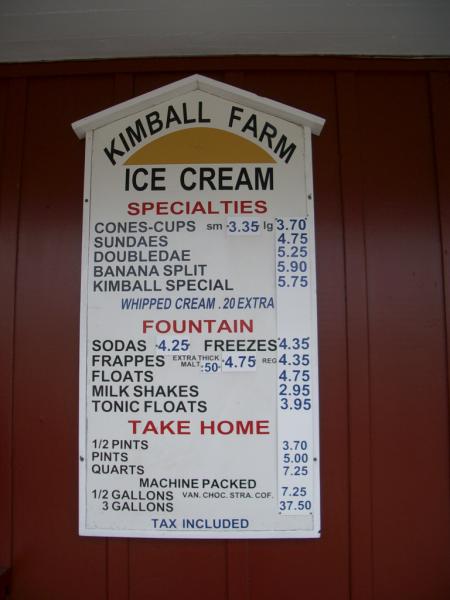 KIMBALL FARM
ICE CREAM
SPECIALTIES
CONES-CUPS sm 3.35 lg 3.70
SUNDAES 4.75
DOUBLEDAE 5.25
BANANA SPLIT 5.90
KIMBALL SPECIAL 5.75
WHIPPED CREAM .20 EXTRA
FOUNTAIN
SODAS 4.25 FREEZES 4.35
FRAPPES EXTRA THICK MALT .50 4.75 REG 4.35
FLOATS 4.75
MILK SHAKES 2.95
TONIC FLOATS 3.95
TAKE HOME
1/2 PINTS 3.70
PINTS 5.00
QUARTS 7.25
MACHINE PACKED
1/2 GALLONS VAN. CHOC. STRA. COF. 7.25
3 GALLONS 37.50
TAX INCLUDED